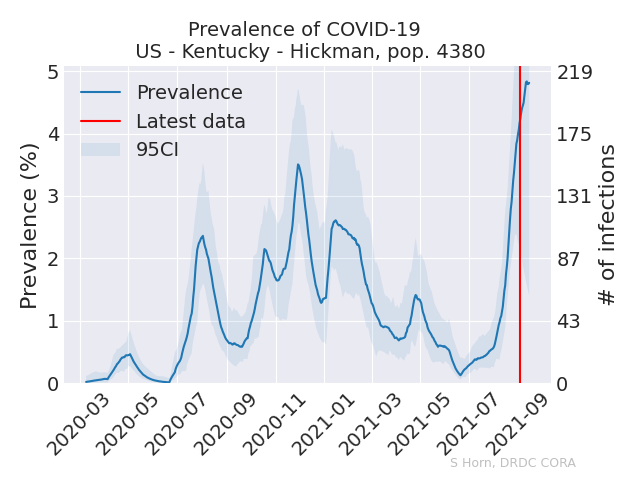 Prevalence of COVID-19
US - Kentucky - Hickman, pop. 4380
Prevalence (%)
5
4
3
2
1
0
Prevalence
Latest data
95CI
219
175
131
87
43
0
# of infections
2020-03
2020-05
2020-07
2020-09
2020-11
2021-01
2021-03
2021-05
2021-07
2021-09
S Horn, DRDC CORA